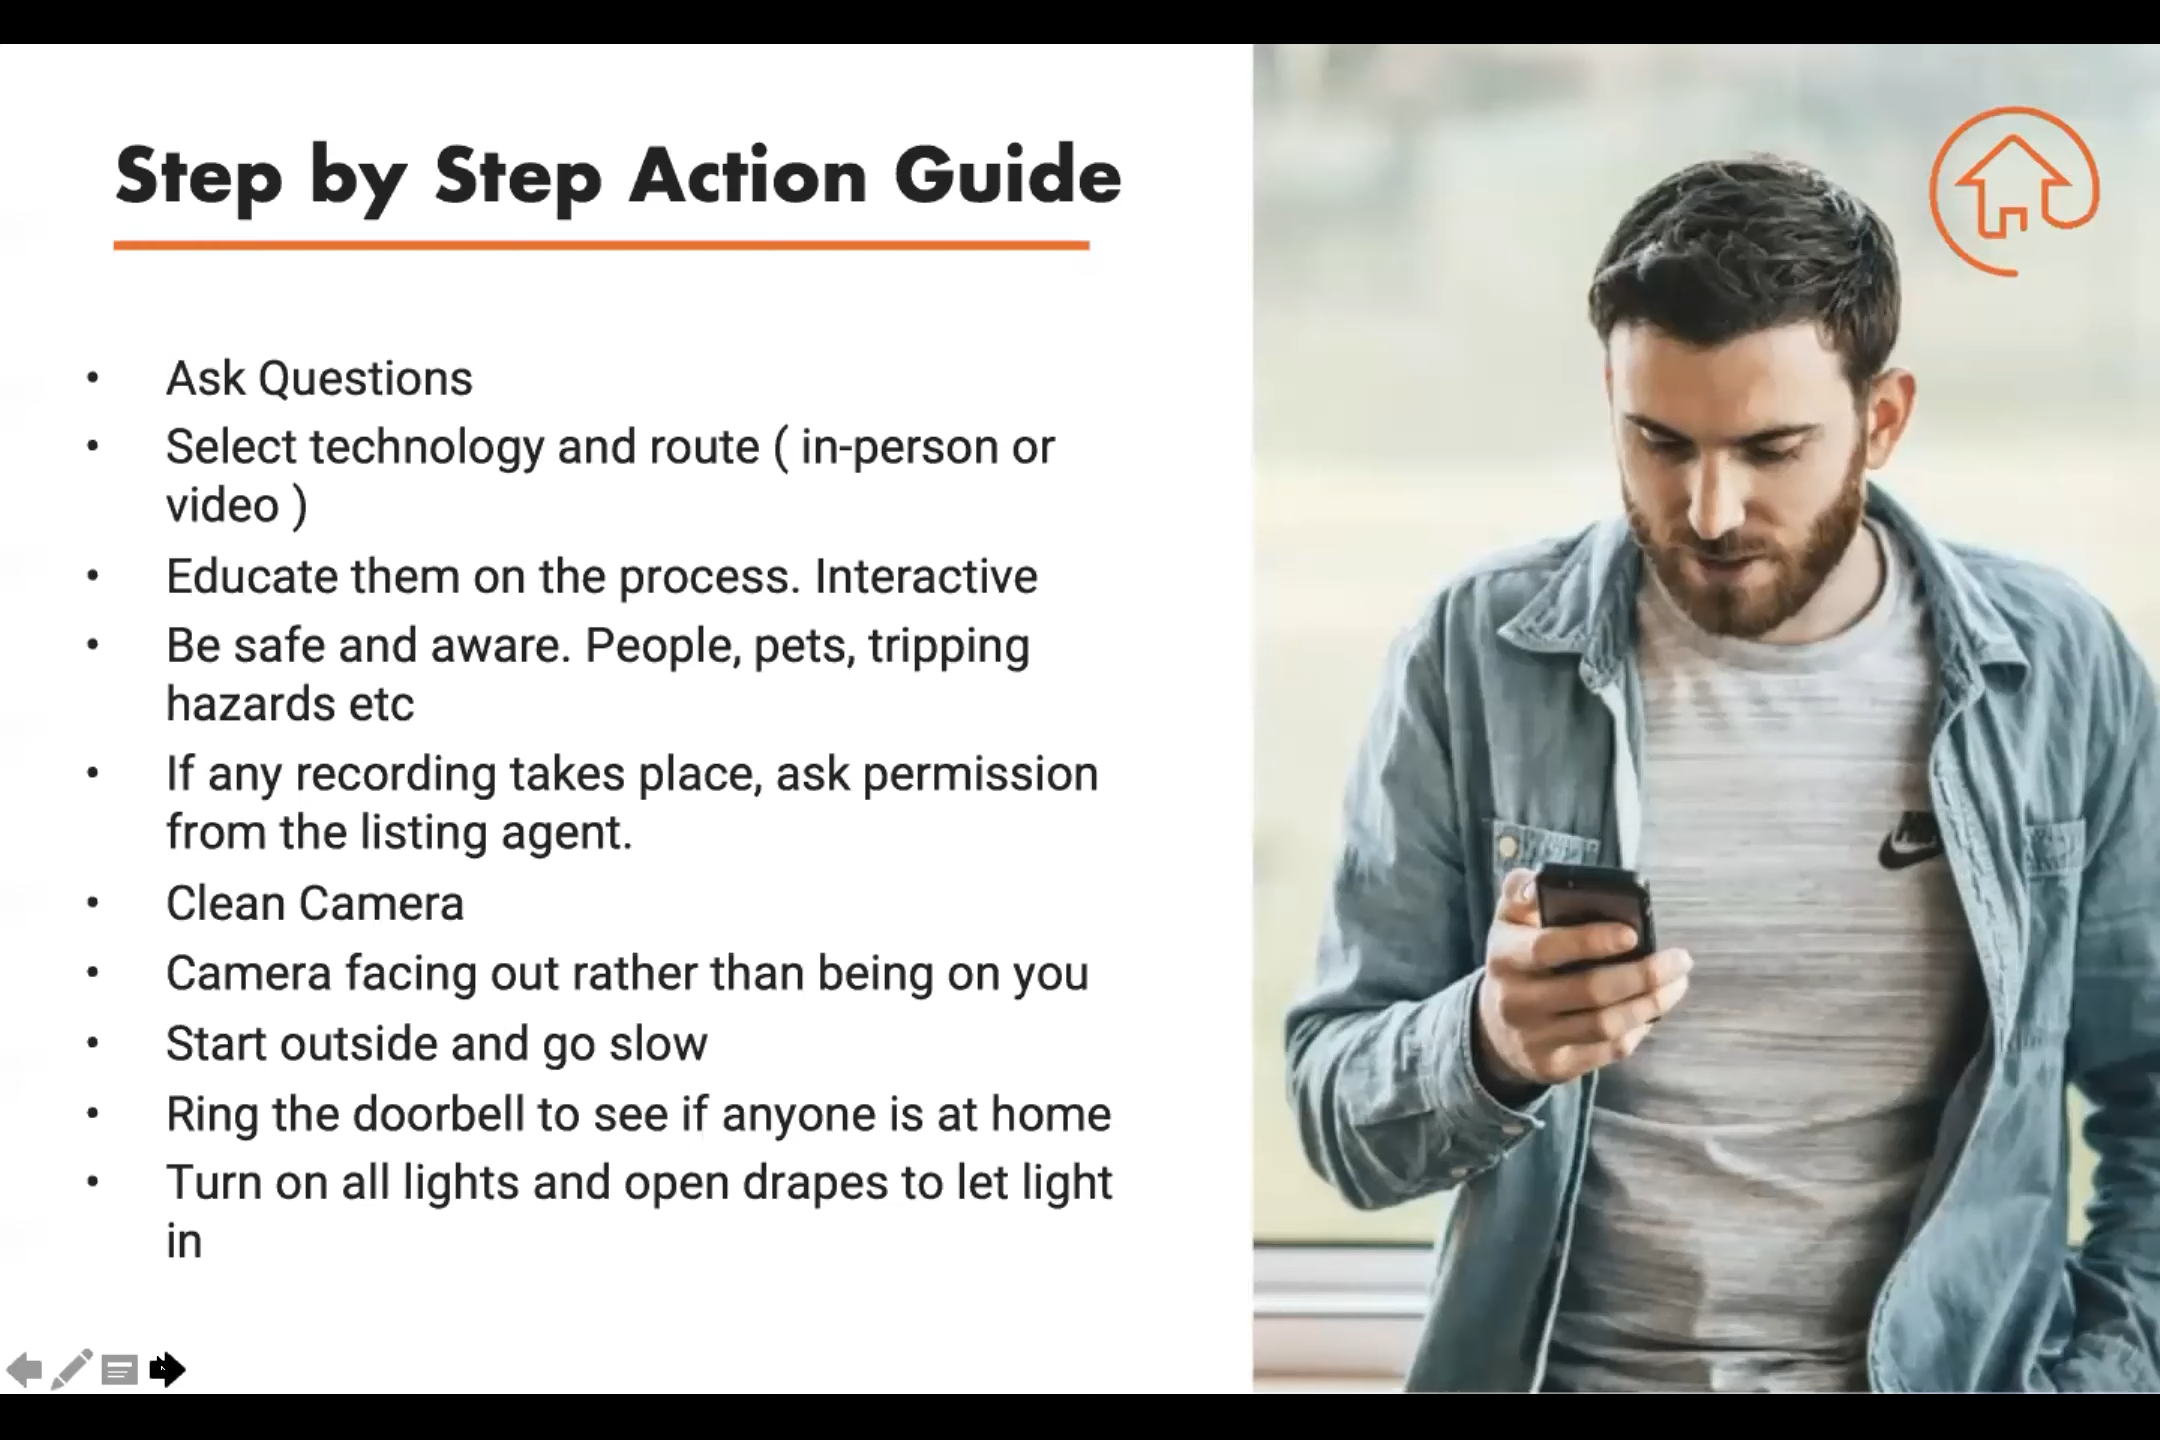 Step by Step Action Guide
• Ask Questions
• Select technology and route ( in-person or
video )
• Educate them on the process. Interactive
• Be safe and aware. People, pets, tripping
hazards etc
• If any recording takes place, ask permission
from the listing agent.
• Clean Camera
• Camera facing out rather than being on you
• Start outside and go slow
• Ring the doorbell to see if anyone is at home
• Turn on all lights and open drapes to let light
in